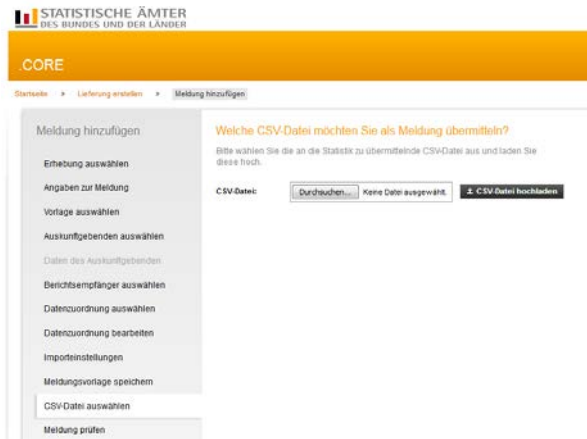 STATISTISCHE ÄMTER
DES BUNDES UND DER LÄNDER
.CORE
Startseite » Lieferung erstellen » Meldung hinzufügen
Meldung hinzufügen
Erhebung auswählen
Angaben zur Meldung
Vorlage auswählen
Auskunftgebenden auswählen
Daten des Auskunftgebenden
Berichtsempfänger auswählen
Datenzuordnung auswählen
Datenzuordnung bearbeiten
Importeinstellungen
Meldungsvorlage speichern
CSV-Datei auswählen
Meldung prüfen
Welche CSV-Datei möchten Sie als Meldung übermitteln?
Bitte wählen Sie die an die Statistik zu übermittelnde CSV-Datei aus und laden Sie
diese hoch.
CSV-Datei: Durchsuchen... Keine Datei ausgewählt. CSV-Datei hochladen